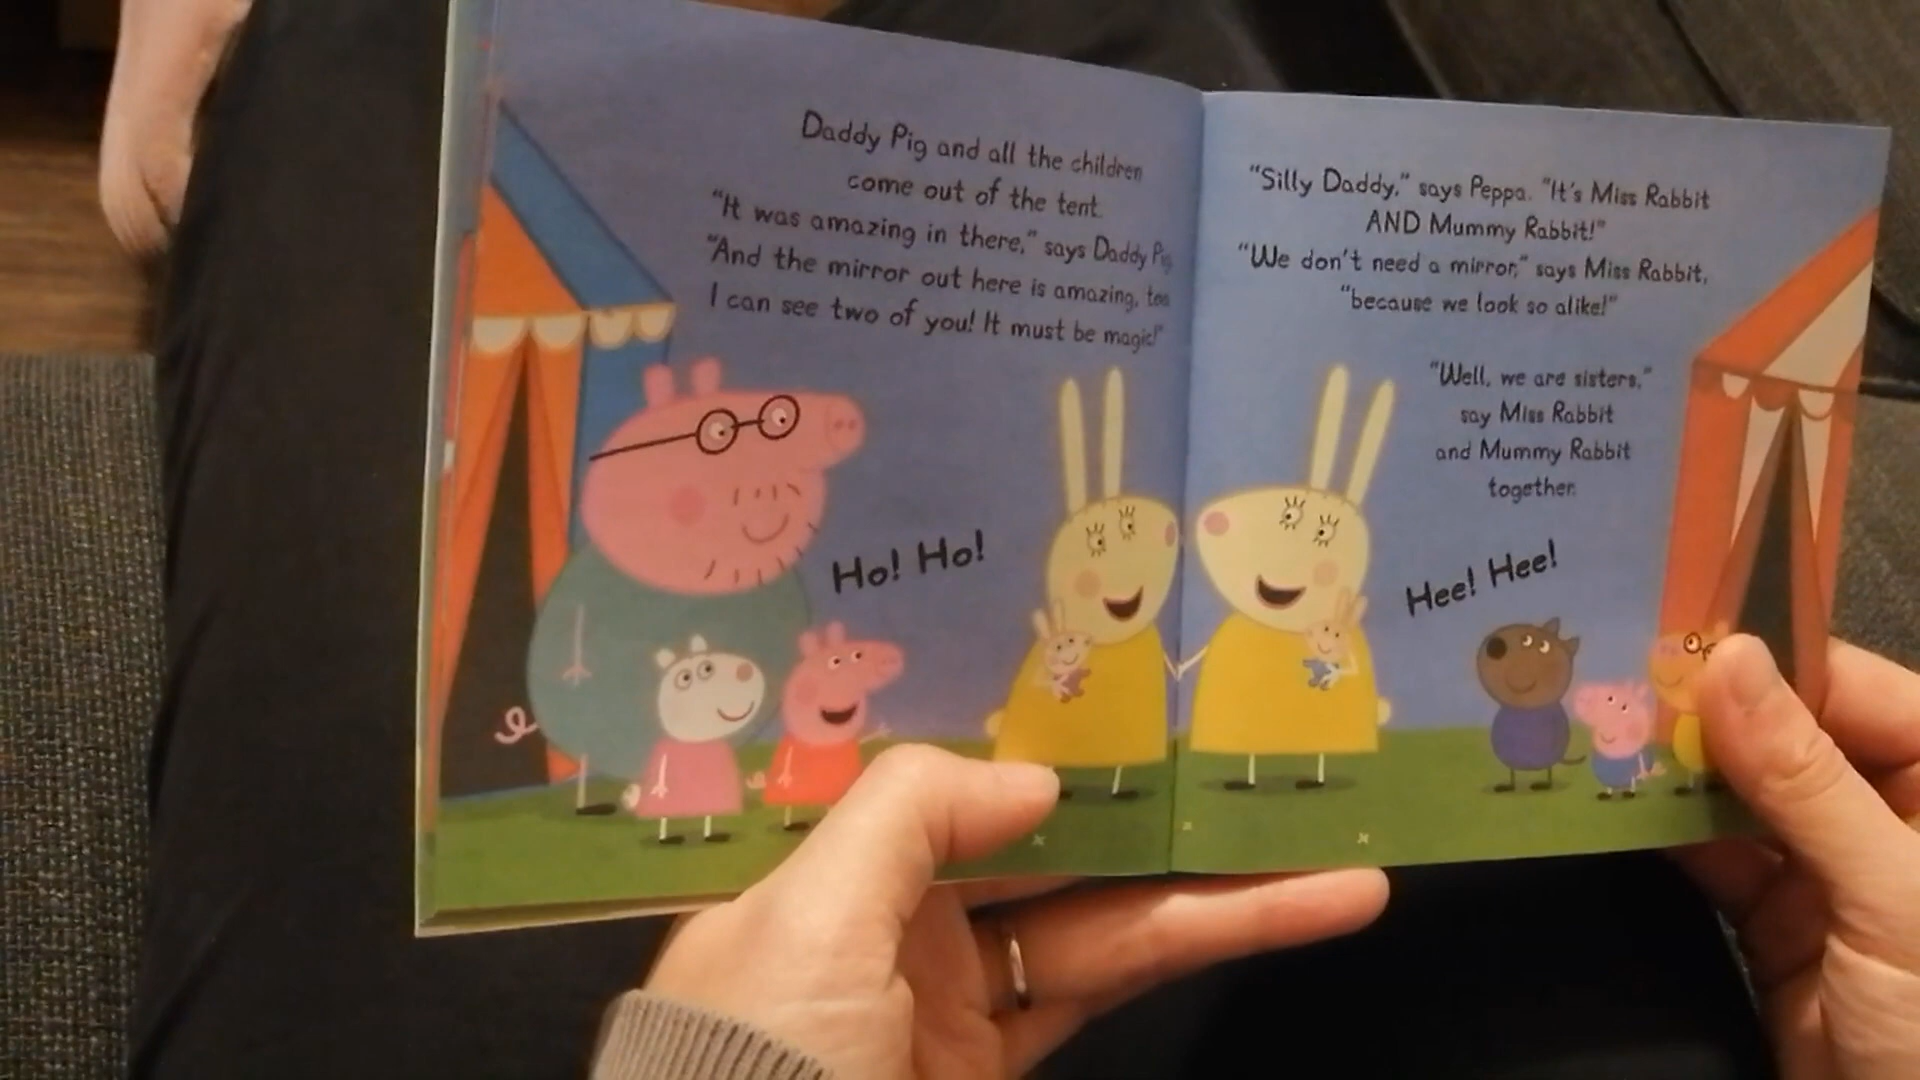 Daddy Pig and all the children
come out of the tent.
"It was amazing in there," says Daddy Pig
"And the mirror out here is amazing, too
I can see two of you! It must be magic!"
Ho! Ho!
"Silly Daddy," says Peppa. "It's Miss Rabbit
AND Mummy Rabbit!"
"We don't need a mirror," says Miss Rabbit,
"because we look so alike!"
"Well, we are sisters,"
say Miss Rabbit
and Mummy Rabbit
together.
Hee! Hee!